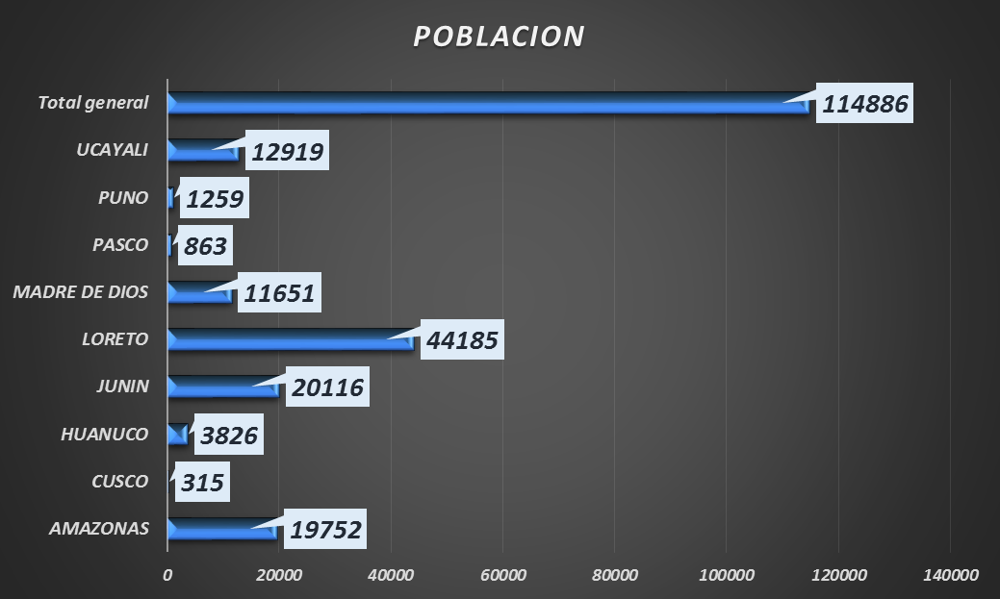 POBLACION
Total general 114886
UCAYALI 12919
PUNO 1259
PASCO 863
MADRE DE DIOS 11651
LORETO 44185
JUNIN 20116
HUANUCO 3826
CUSCO 315
AMAZONAS 19752
0 20000 40000 60000 80000 100000 120000 140000